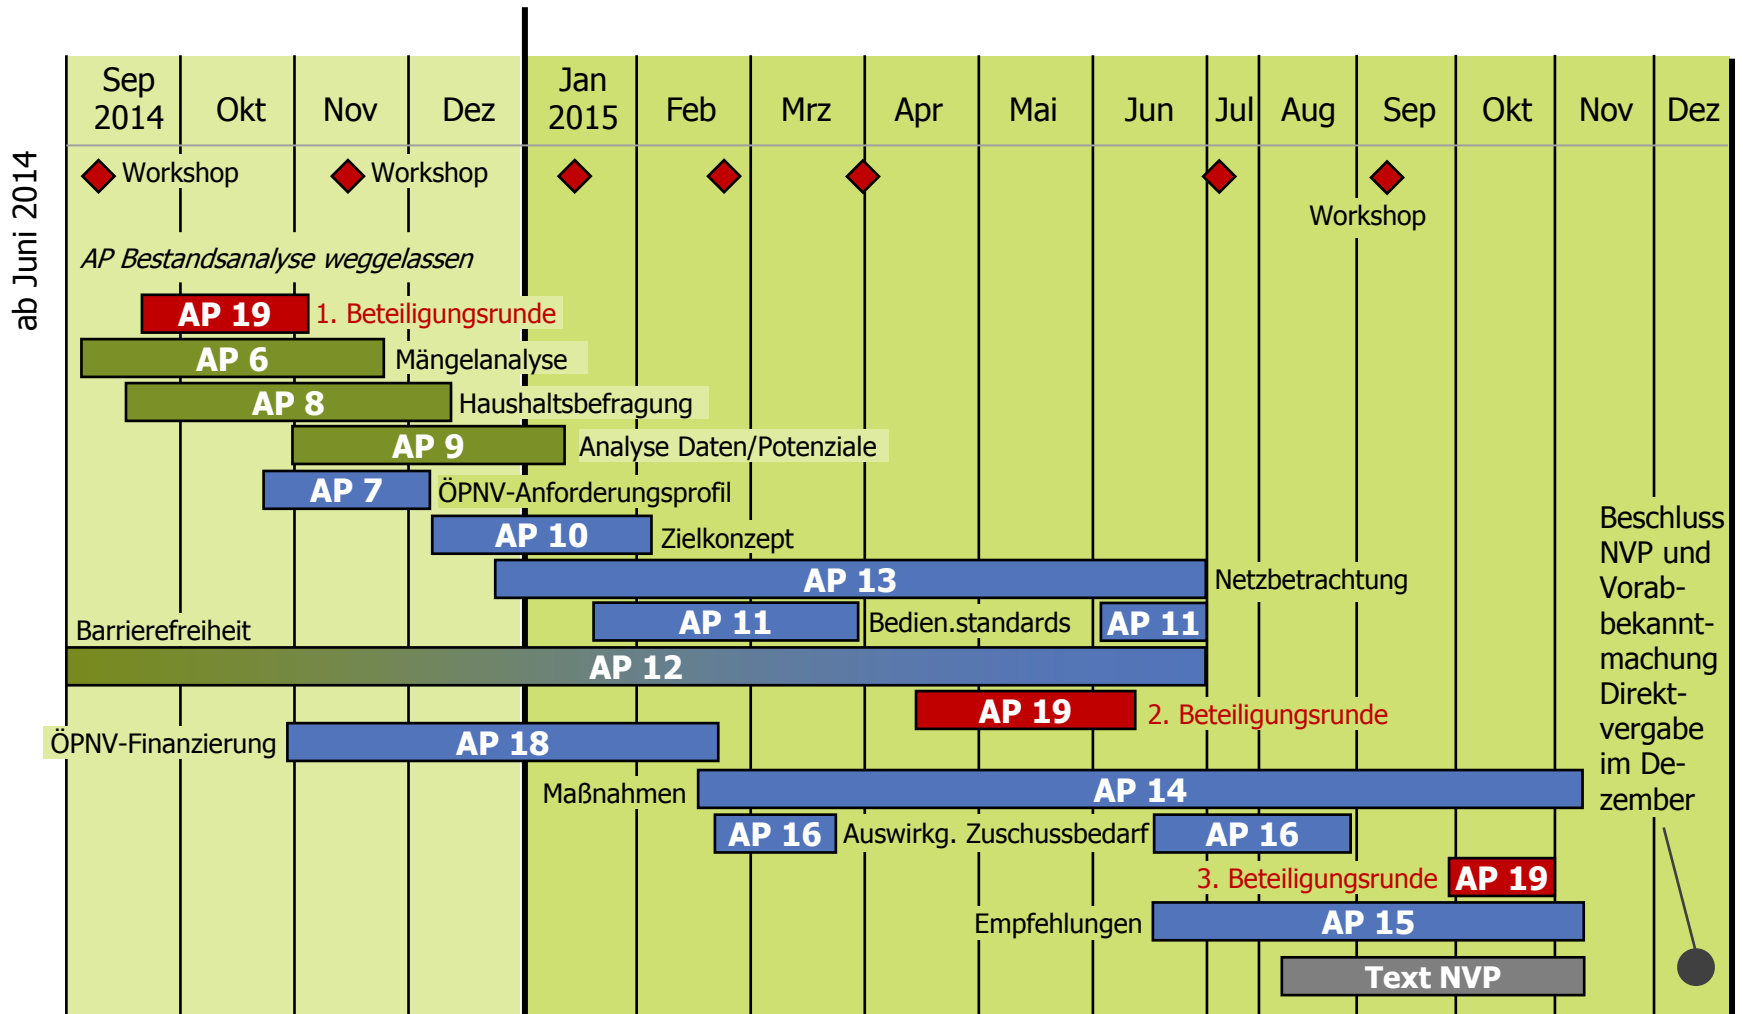 Sep
2014
Okt
Nov
Dez
Jan
2015
Feb
Mrz
Apr
Mai
Jun
Jul
Aug
Sep
Okt
Nov
Dez
ab Juni 2014
Workshop
Workshop
Workshop
AP Bestandsanalyse weggelassen
AP 19
1. Beteiligungsrunde
AP 6
Mängelanalyse
AP 8
Haushaltsbefragung
AP 9
Analyse Daten/Potenziale
AP 7
ÖPNV-Anforderungsprofil
AP 10
Zielkonzept
AP 13
Netzbetrachtung
AP 11
Bedien.standards
AP 11
Barrierefreiheit
AP 12
AP 19
2. Beteiligungsrunde
ÖPNV-Finanzierung
AP 18
Maßnahmen
AP 14
AP 16
Auswirkg. Zuschussbedarf
AP 16
3. Beteiligungsrunde
AP 19
Empfehlungen
AP 15
Text NVP
Beschluss
NVP und
Vorab-
bekannt-
machung
Direkt-
vergabe
im De-
zember